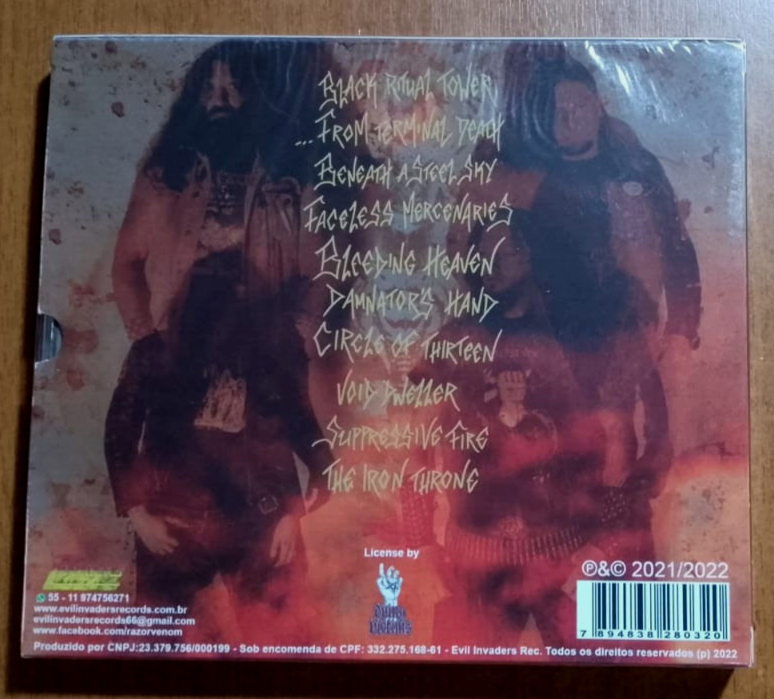 BLACK RITUAL TOWER
...FROM TERMINAL DEATH
BENEATH A STEEL SKY
FACELESS MERCENARIES
BLEEDING HEAVEN
DAMNATOR'S HAND
CIRCLE OF THIRTEEN
VOID DWELLER
SUPPRESSIVE FIRE
THE IRON THRONE
License by
DYING
VICTIMS
℗&© 2021/2022
55 - 11 974756271
www.evilinvadersrecords.com.br
evilinvadersrecords66@gmail.com
www.facebook.com/razorvenom
7 894838 280320
Produzido por CNPJ:23.379.756/000199 - Sob encomenda de CPF: 332.275.168-61 - Evil Invaders Rec. Todos os direitos reservados (p) 2022